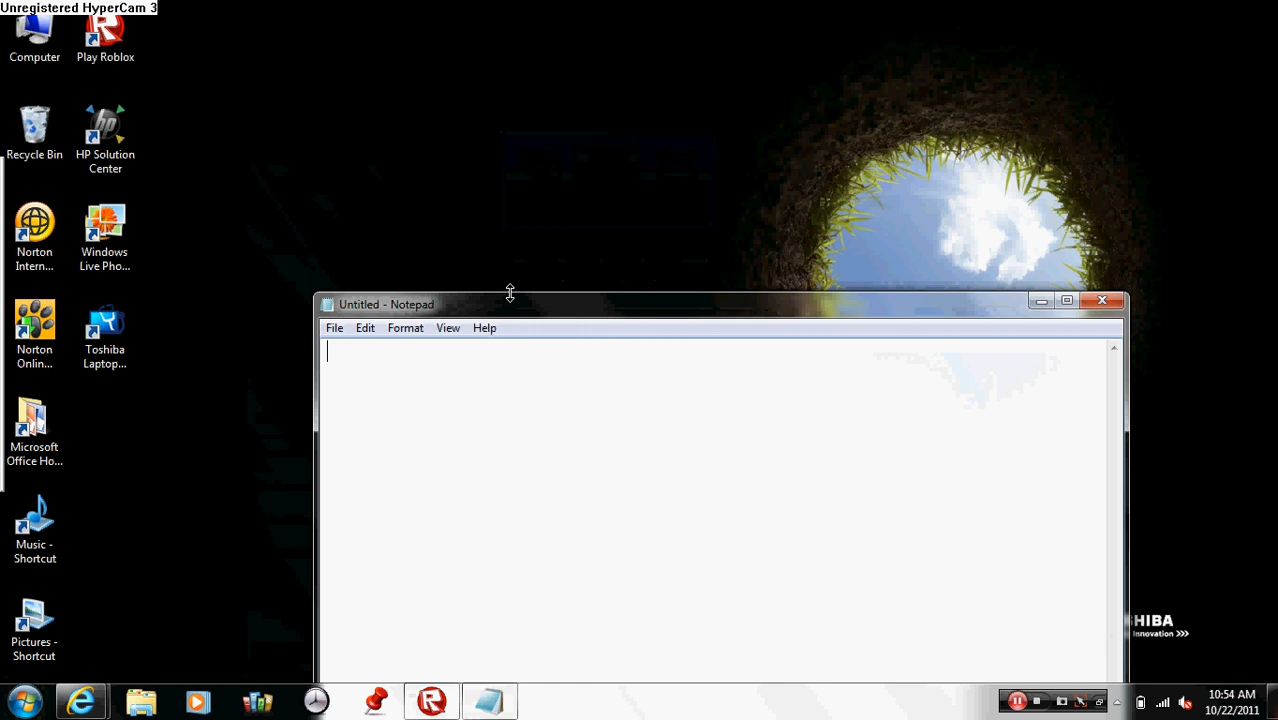 Unregistered HyperCam 3
Computer
Play Roblox
Recycle Bin
HP Solution
Center
Norton
Intern...
Windows
Live Pho...
Norton
Onlin...
Toshiba
Laptop...
Microsoft
Office Ho...
Music -
Shortcut
Pictures -
Shortcut
Untitled - Notepad
File Edit Format View Help
SHIBA
Innovation >>>
10:54 AM
10/22/2011